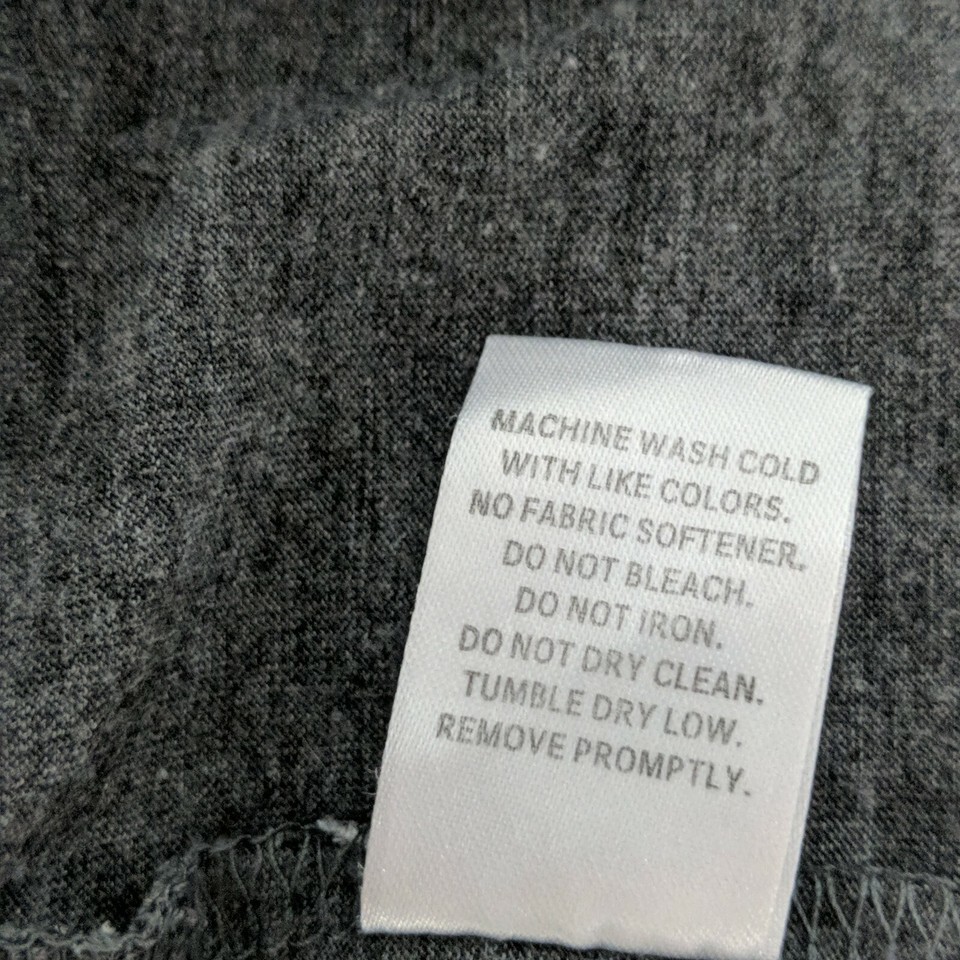 MACHINE WASH COLD
WITH LIKE COLORS.
NO FABRIC SOFTENER.
DO NOT BLEACH.
DO NOT IRON.
DO NOT DRY CLEAN.
TUMBLE DRY LOW.
REMOVE PROMPTLY.